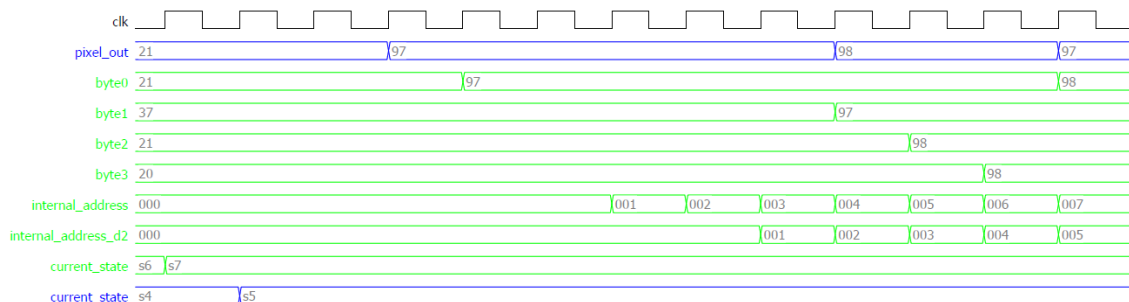 clk
pixel_out 21 97 98 97
byte0 21 97 98
byte1 37 97
byte2 21 98
byte3 20 98
internal_address 000 001 002 003 004 005 006 007
internal_address_d2 000 001 002 003 004 005
current_state s6 s7
current_state s4 s5